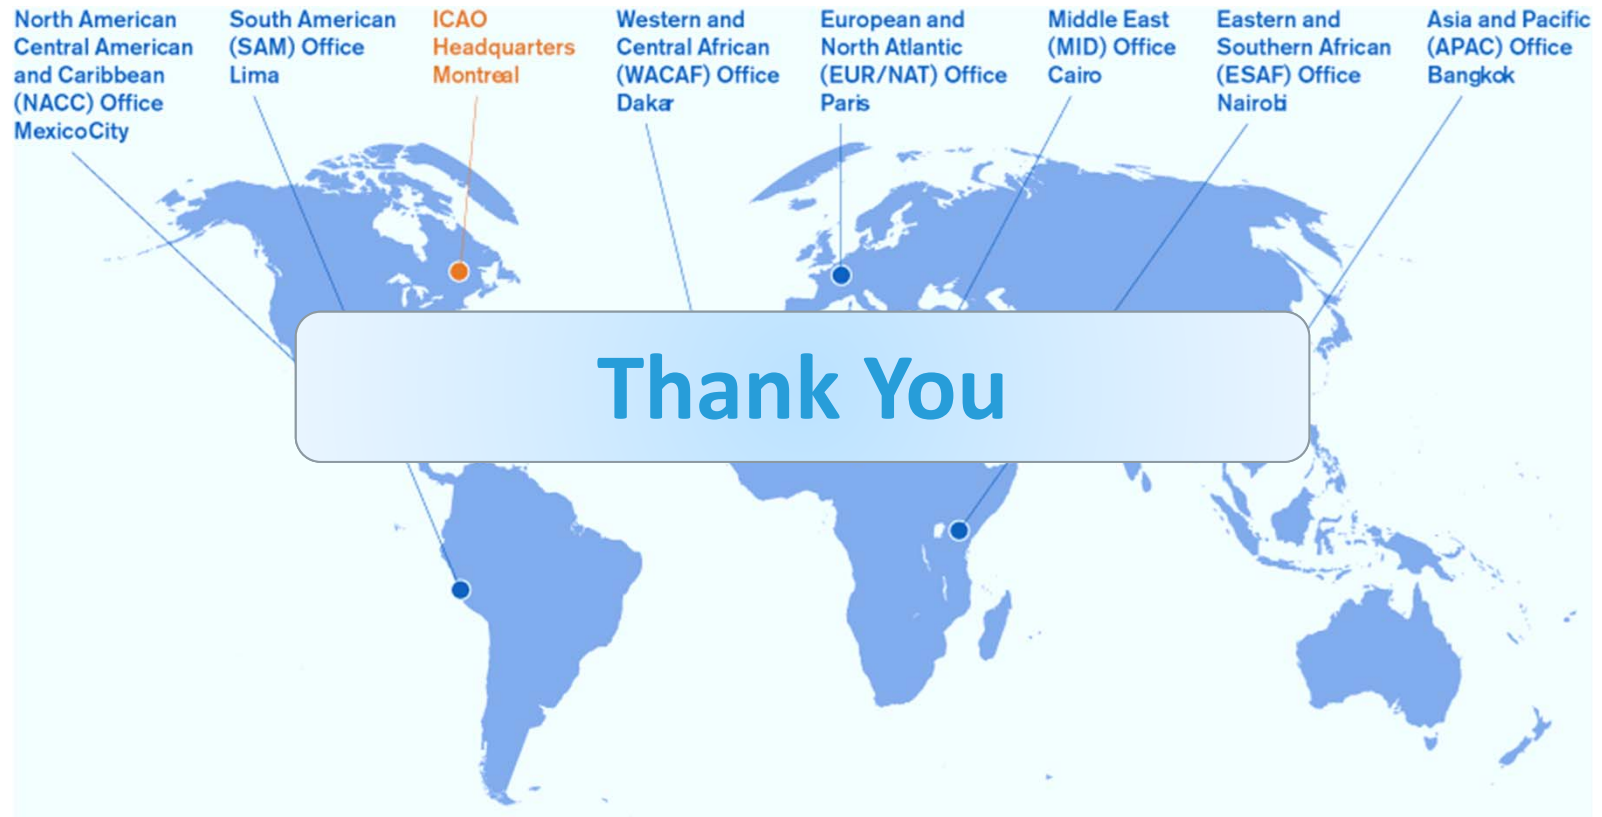 North American
Central American
and Caribbean
(NACC) Office
MexicoCity
South American
(SAM) Office
Lima
ICAO
Headquarters
Montreal
Western and
Central African
(WACAF) Office
Dakar
European and
North Atlantic
(EUR/NAT) Office
Paris
Middle East
(MID) Office
Cairo
Eastern and
Southern African
(ESAF) Office
Nairobi
Asia and Pacific
(APAC) Office
Bangkok
Thank You